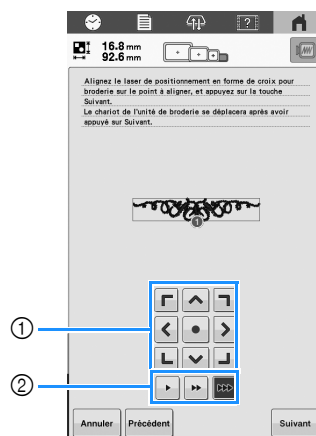 16.8 mm
92.6 mm
Alignez le laser de positionnement en forme de croix pour
broderie sur le point à aligner, et appuyez sur la touche
Suivant.
Le chariot de l'unité de broderie se déplacera après avoir
appuyé sur Suivant.
1
①
②
Annuler
Précédent
Suivant